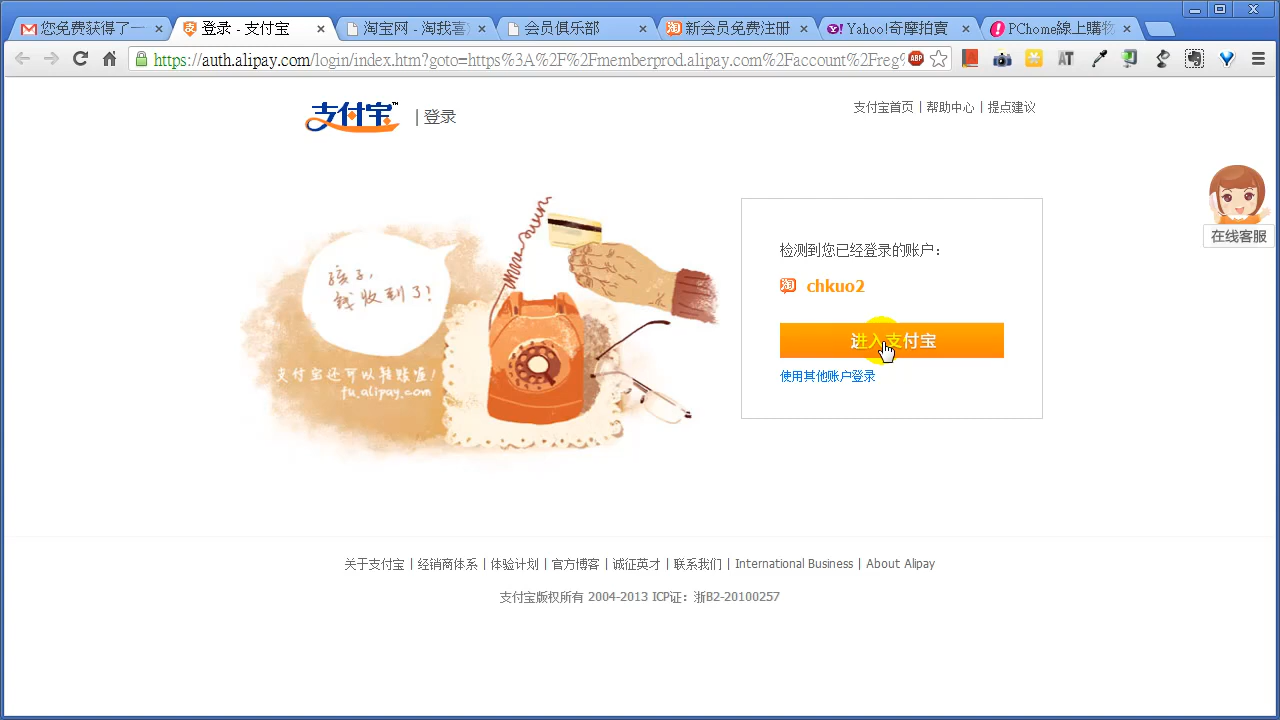 您免费获得了一
登录 - 支付宝
淘宝网 - 淘我喜
会员俱乐部
新会员免费注册
Yahoo!奇摩拍賣
PChome線上購物
https://auth.alipay.com/login/index.htm?goto=https%3A%2F%2Fmemberprod.alipay.com%2Faccount%2Freg%
ABP
AT
支付宝™ | 登录
支付宝首页 | 帮助中心 | 提点建议
在线客服
孩子,
钱收到了!
支付宝还可以转账喔!
fu.alipay.com
检测到您已经登录的账户:
淘 chkuo2
进入支付宝
使用其他账户登录
关于支付宝 | 经销商体系 | 体验计划 | 官方博客 | 诚征英才 | 联系我们 | International Business | About Alipay
支付宝版权所有 2004-2013 ICP证：浙B2-20100257